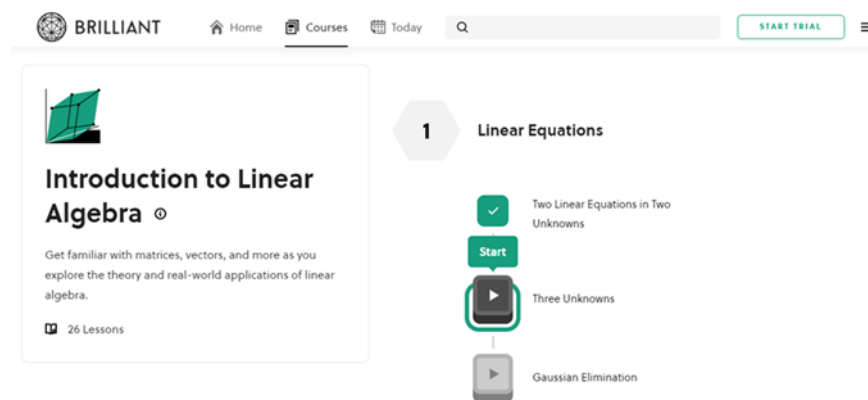 BRILLIANT
Home
Courses
Today
START TRIAL
Introduction to Linear
Algebra
Get familiar with matrices, vectors, and more as you
explore the theory and real-world applications of linear
algebra.
26 Lessons
1
Linear Equations
Two Linear Equations in Two
Unknowns
Start
Three Unknowns
Gaussian Elimination